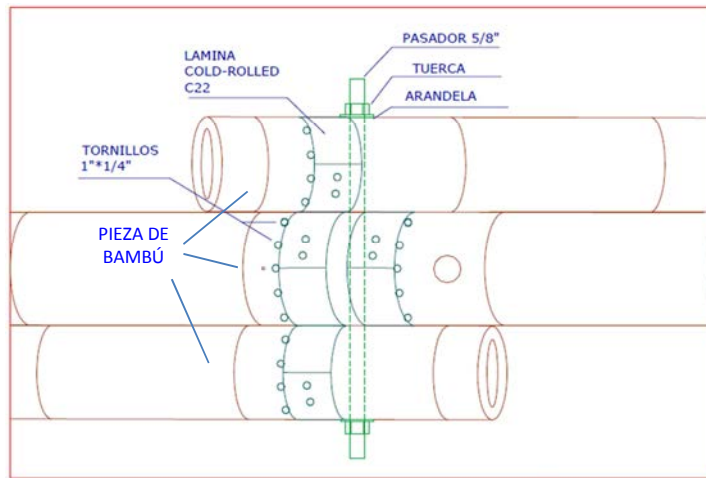 PASADOR 5/8"
LAMINA
COLD-ROLLED
C22
TUERCA
ARANDELA
TORNILLOS
1"*1/4"
PIEZA DE
BAMBÚ